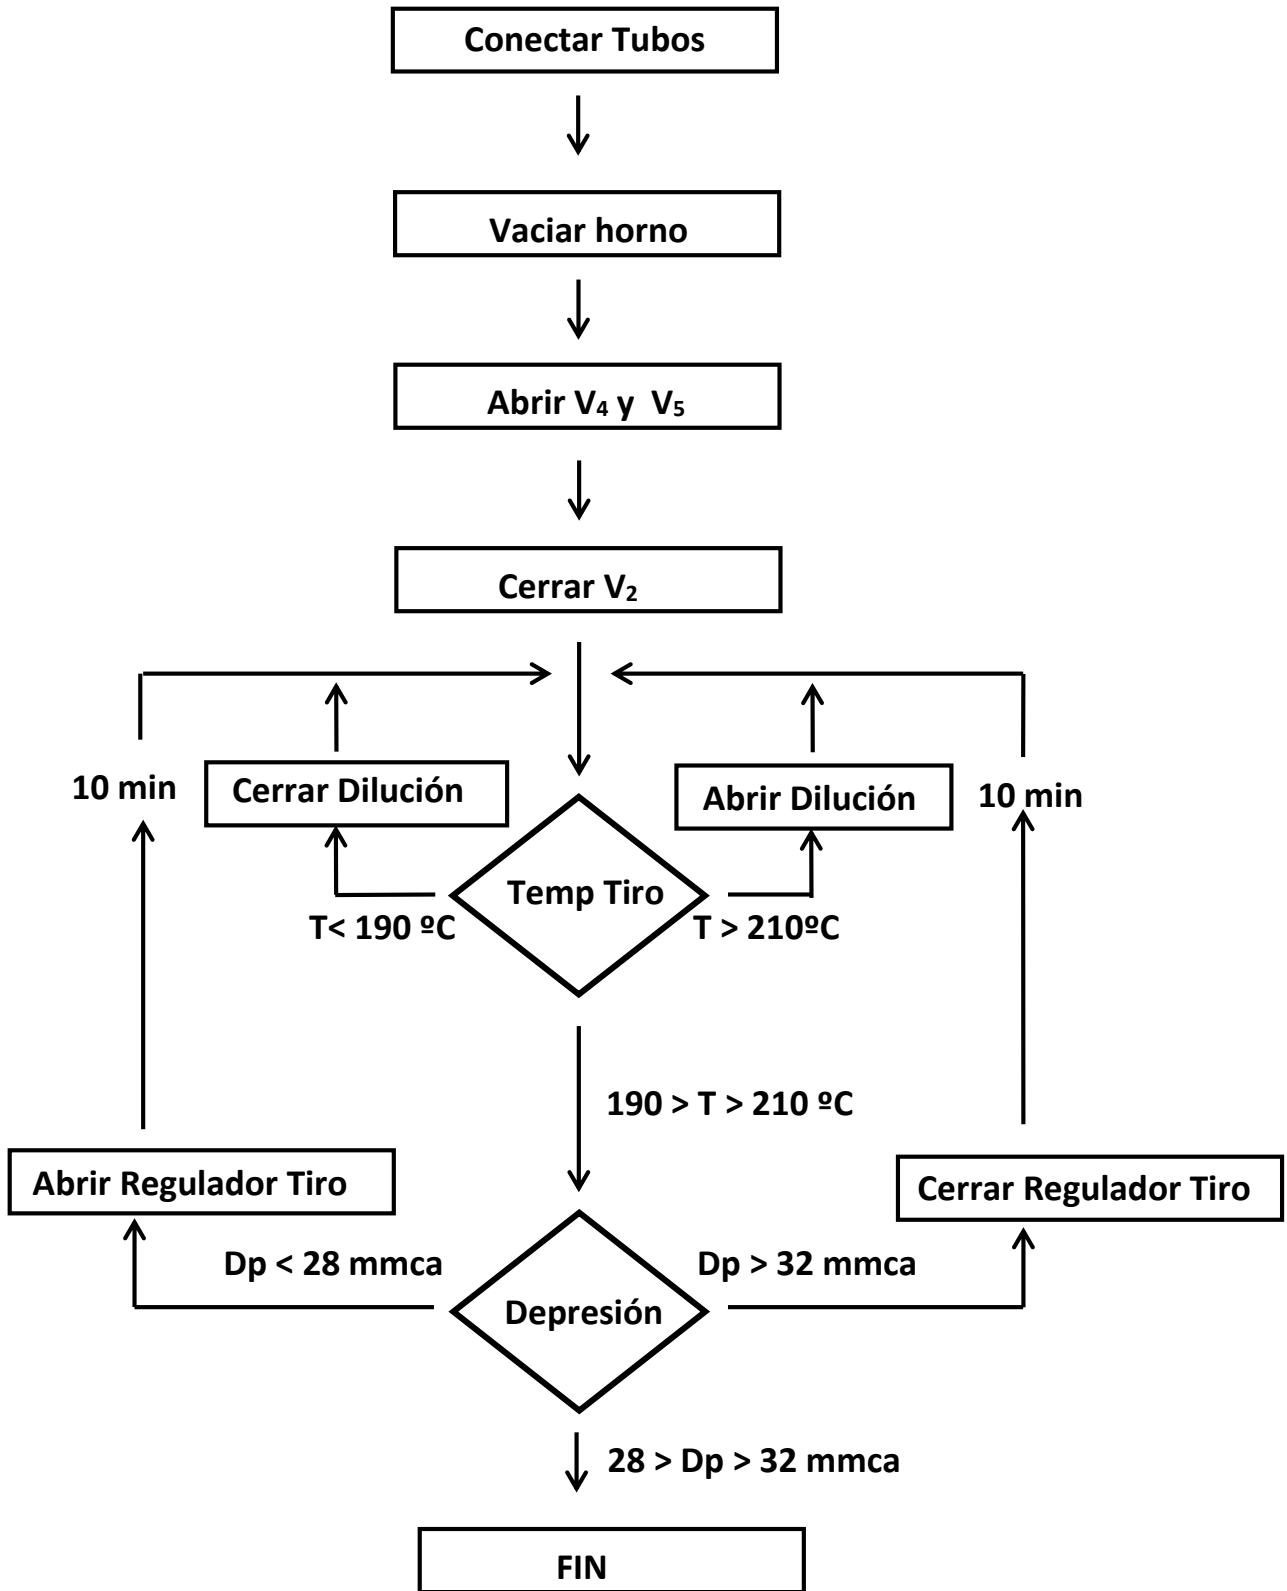 Conectar Tubos
Vaciar horno
Abrir V₄ y V₅
Cerrar V₂
10 min
Cerrar Dilución
Abrir Dilución
10 min
Temp Tiro
T< 190 ºC
T > 210ºC
190 > T > 210 ºC
Abrir Regulador Tiro
Cerrar Regulador Tiro
Dp < 28 mmca
Dp > 32 mmca
Depresión
28 > Dp > 32 mmca
FIN